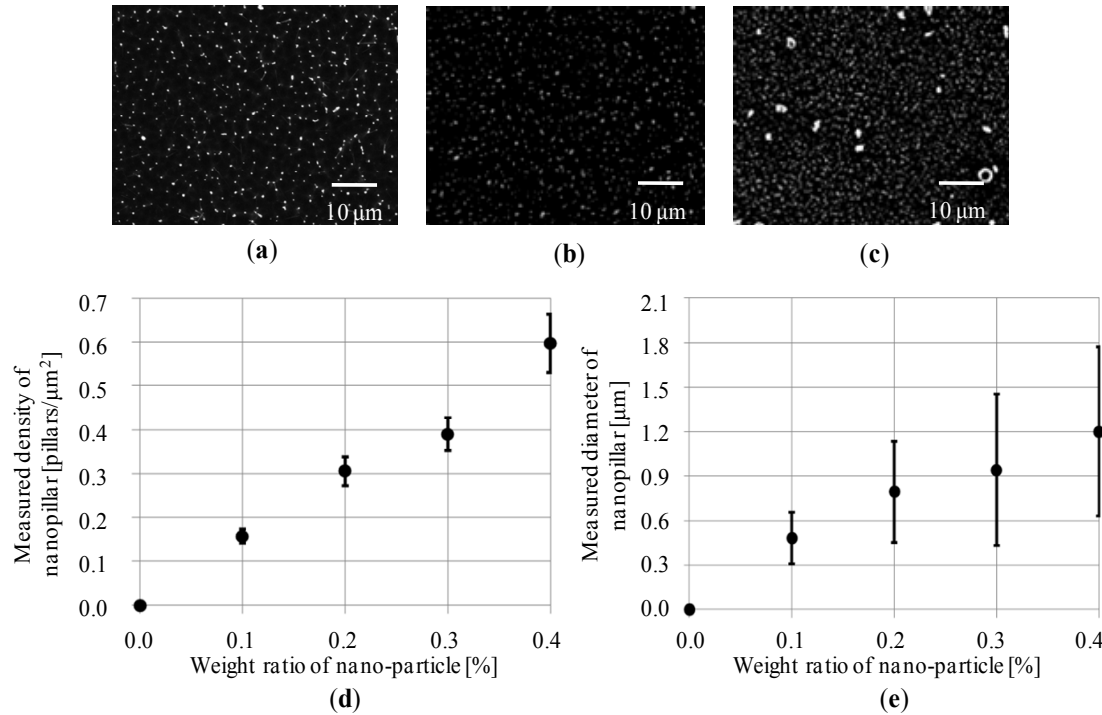 10 μm
10 μm
10 μm
(a)
(b)
(c)
Measured density of
nanopillar [pillars/μm²]
0.7
0.6
0.5
0.4
0.3
0.2
0.1
0.0
0.0 0.1 0.2 0.3 0.4
Weight ratio of nano-particle [%]
(d)
Measured diameter of
nanopillar [μm]
2.1
1.8
1.5
1.2
0.9
0.6
0.3
0.0
0.0 0.1 0.2 0.3 0.4
Weight ratio of nano-particle [%]
(e)